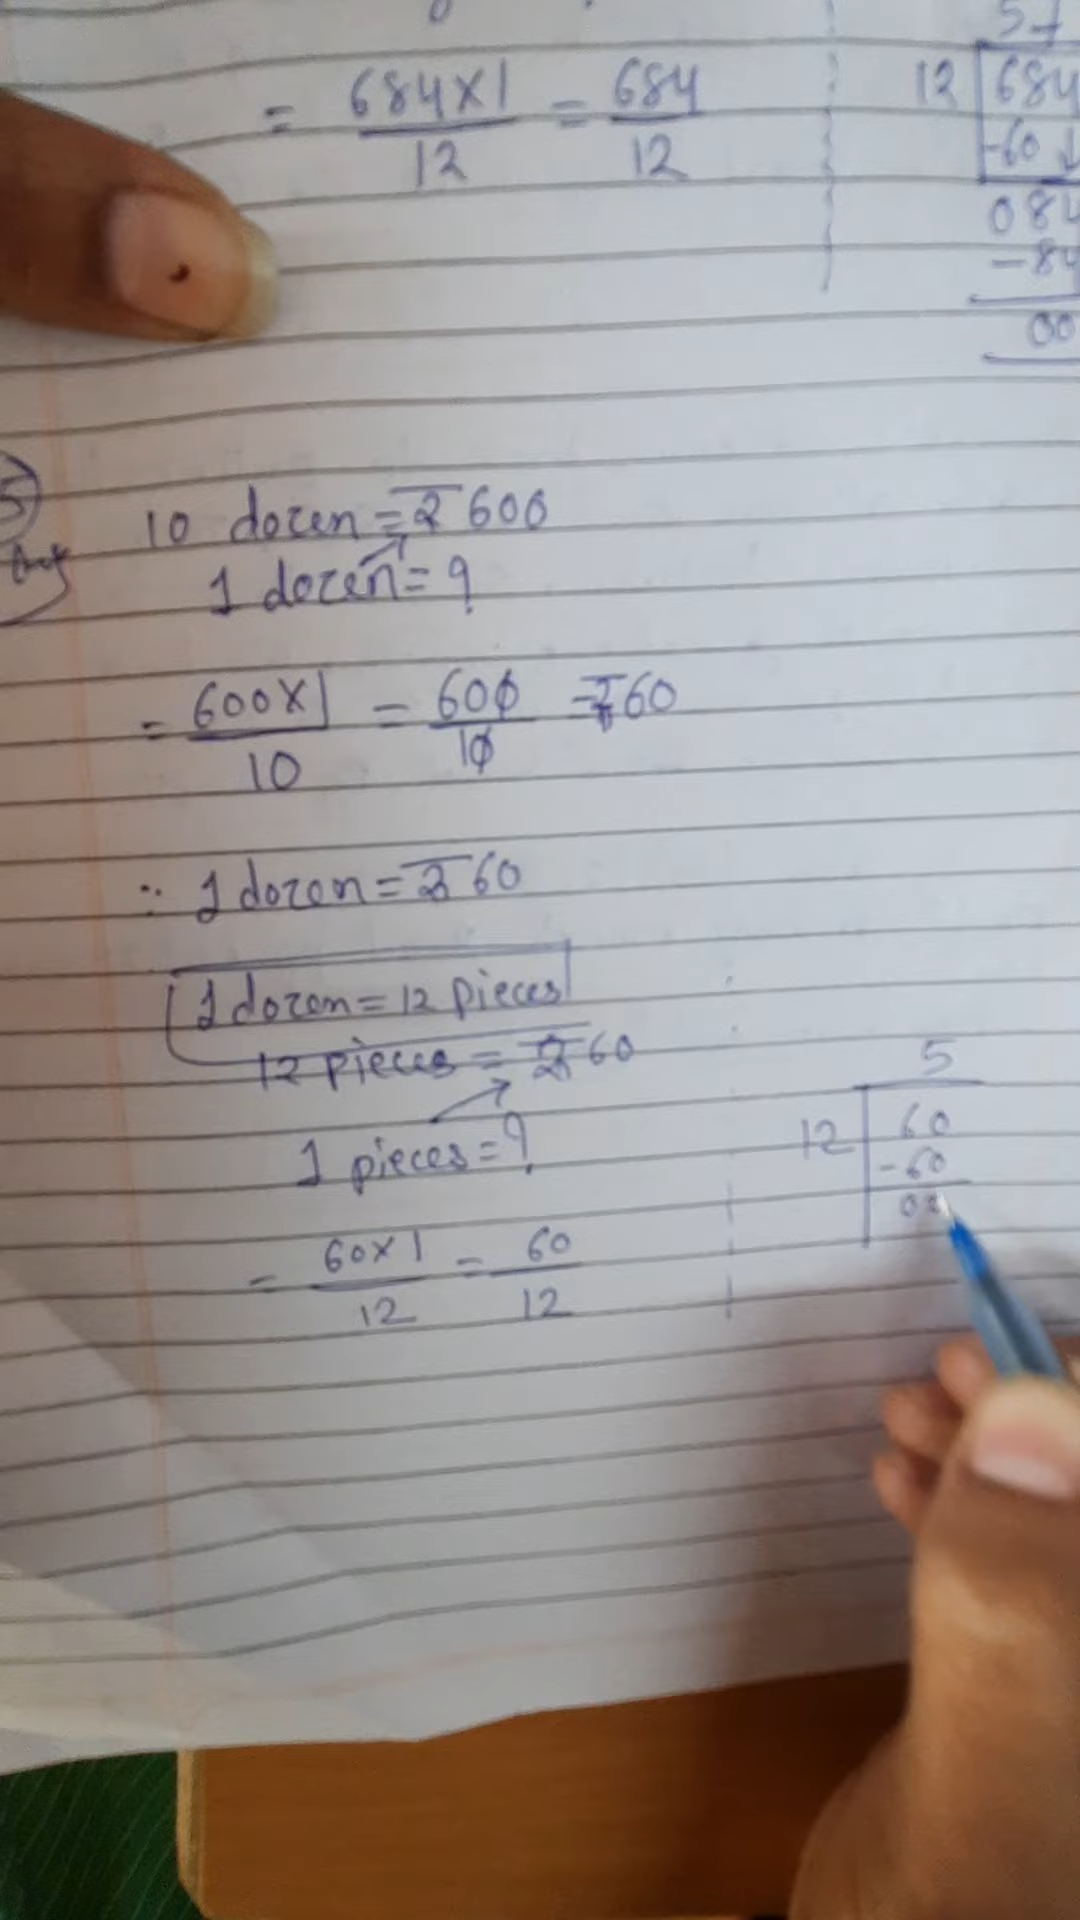 = 684×1/12 = 684/12
57
12 684
-60↓
084
-84
00
5
Ans
10 dozen = ₹600
1 dozen = ?
= 600×1/10 = 600/10 = ₹60
∵ 1 dozen = ₹60
1 dozen = 12 pieces
12 pieces = ₹60
1 pieces = ?
= 60×1/12 = 60/12
5
12 60
-60
00